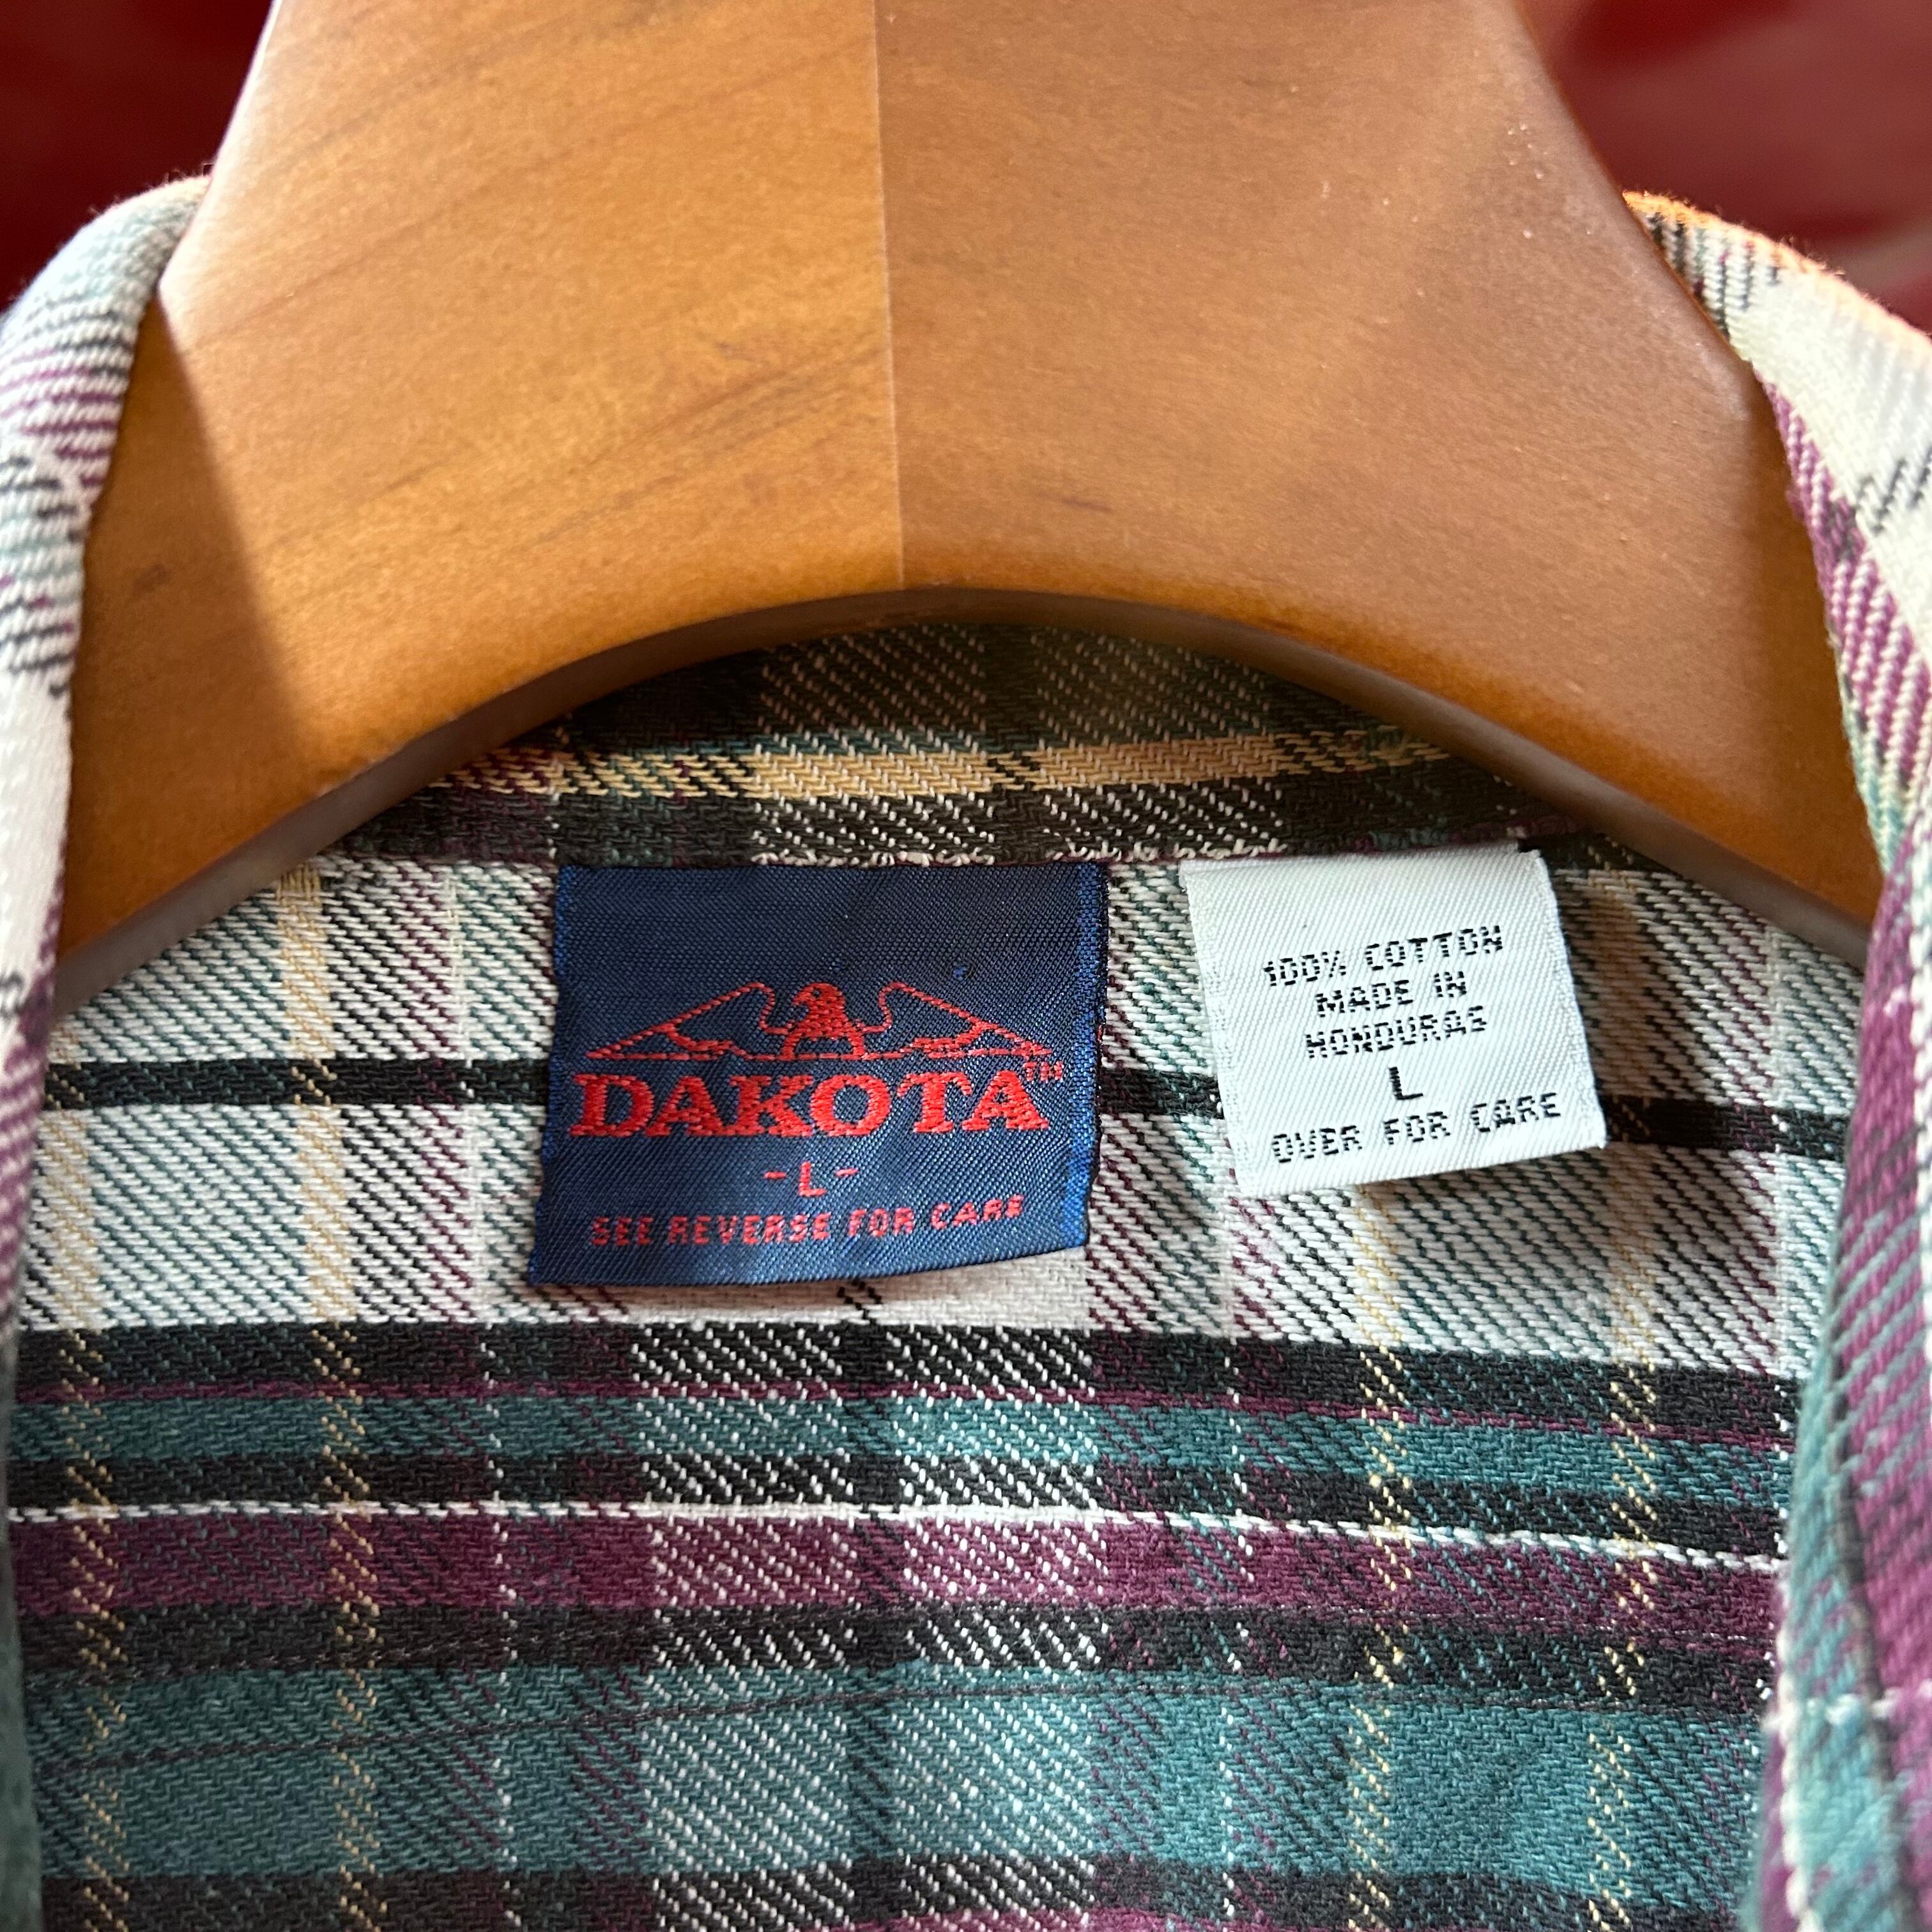 DAKOTA™
-L-
SEE REVERSE FOR CARE
100% COTTON
MADE IN
HONDURAS
L
OVER FOR CARE